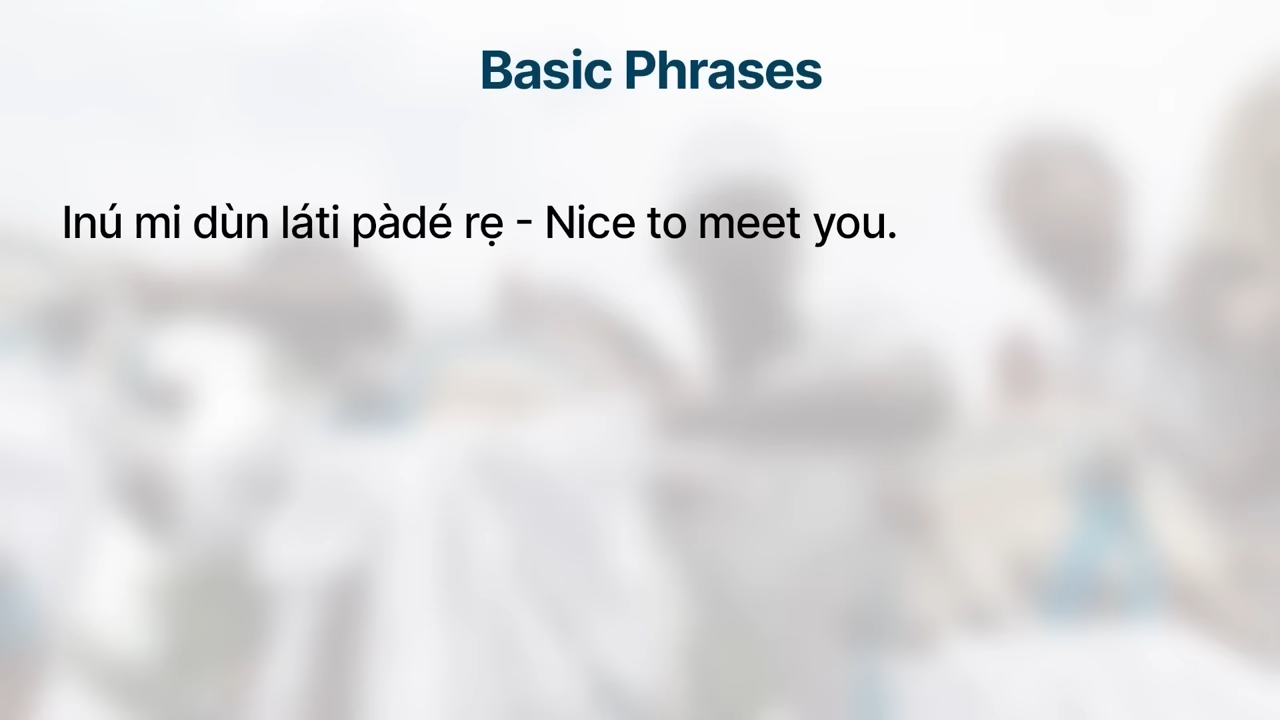 Basic Phrases
Inú mi dùn láti pàdé rẹ - Nice to meet you.